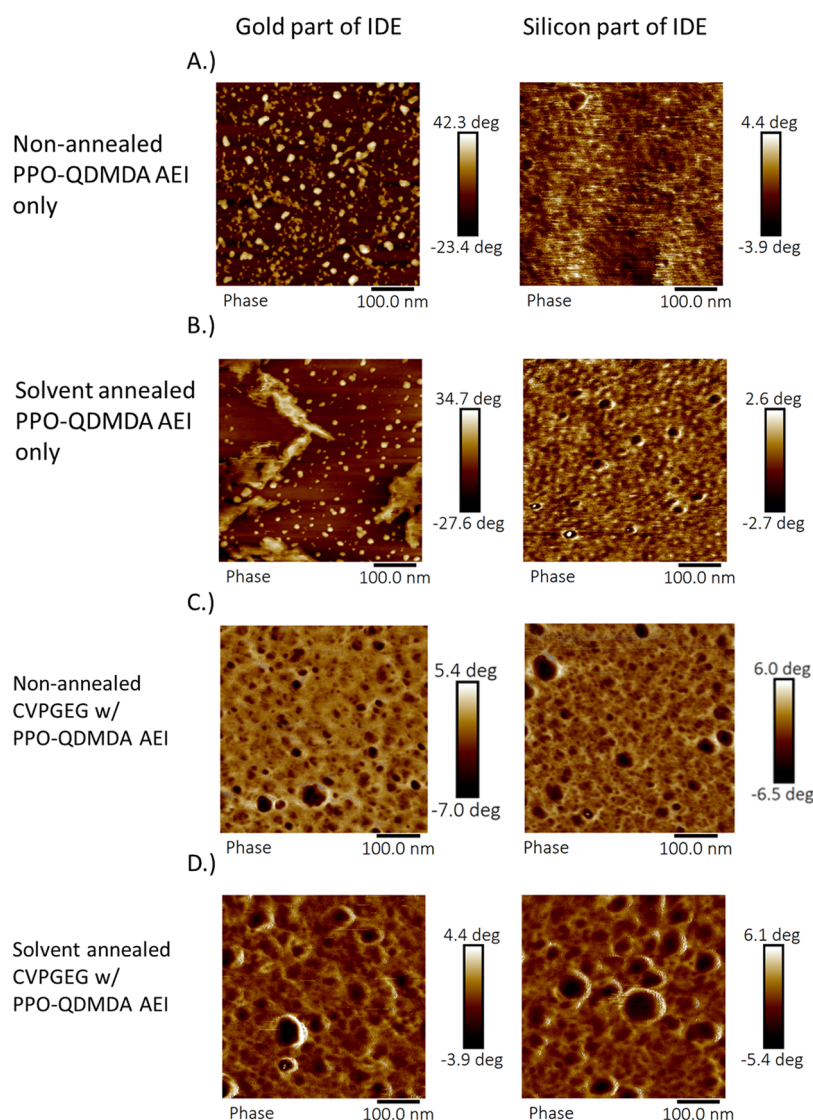 Gold part of IDE
Silicon part of IDE
A.)
Non-annealed
PPO-QDMDA AEI
only
42.3 deg
-23.4 deg
Phase
100.0 nm
4.4 deg
-3.9 deg
Phase
100.0 nm
B.)
Solvent annealed
PPO-QDMDA AEI
only
34.7 deg
-27.6 deg
Phase
100.0 nm
2.6 deg
-2.7 deg
Phase
100.0 nm
C.)
Non-annealed
CVPGEG w/
PPO-QDMDA AEI
5.4 deg
-7.0 deg
Phase
100.0 nm
6.0 deg
-6.5 deg
Phase
100.0 nm
D.)
Solvent annealed
CVPGEG w/
PPO-QDMDA AEI
4.4 deg
-3.9 deg
Phase
100.0 nm
6.1 deg
-5.4 deg
Phase
100.0 nm